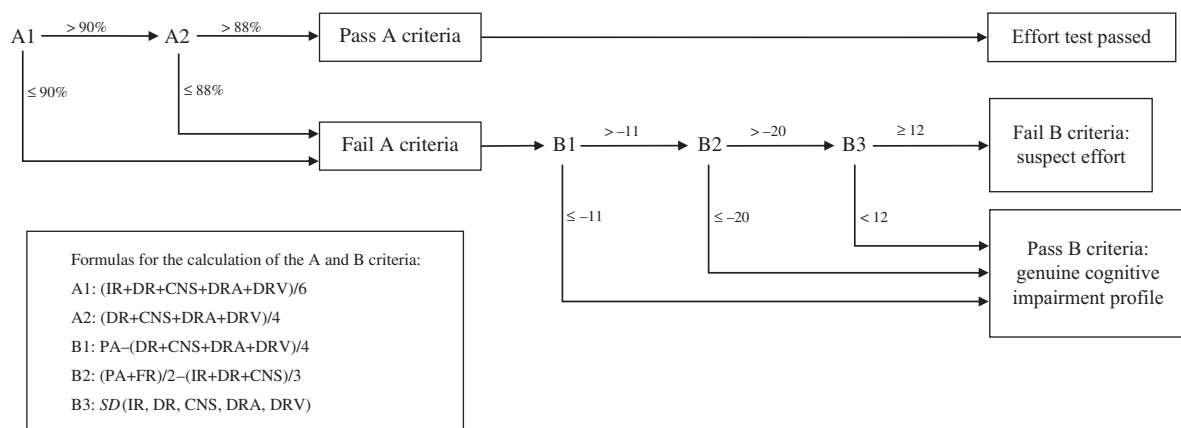 A1
> 90%
A2
> 88%
Pass A criteria
Effort test passed
≤ 90%
≤ 88%
Fail A criteria
B1
> –11
B2
> –20
B3
≥ 12
Fail B criteria:
suspect effort
≤ –11
≤ –20
< 12
Pass B criteria:
genuine cognitive
impairment profile
Formulas for the calculation of the A and B criteria:
A1: (IR+DR+CNS+DRA+DRV)/6
A2: (DR+CNS+DRA+DRV)/4
B1: PA–(DR+CNS+DRA+DRV)/4
B2: (PA+FR)/2–(IR+DR+CNS)/3
B3: SD(IR, DR, CNS, DRA, DRV)